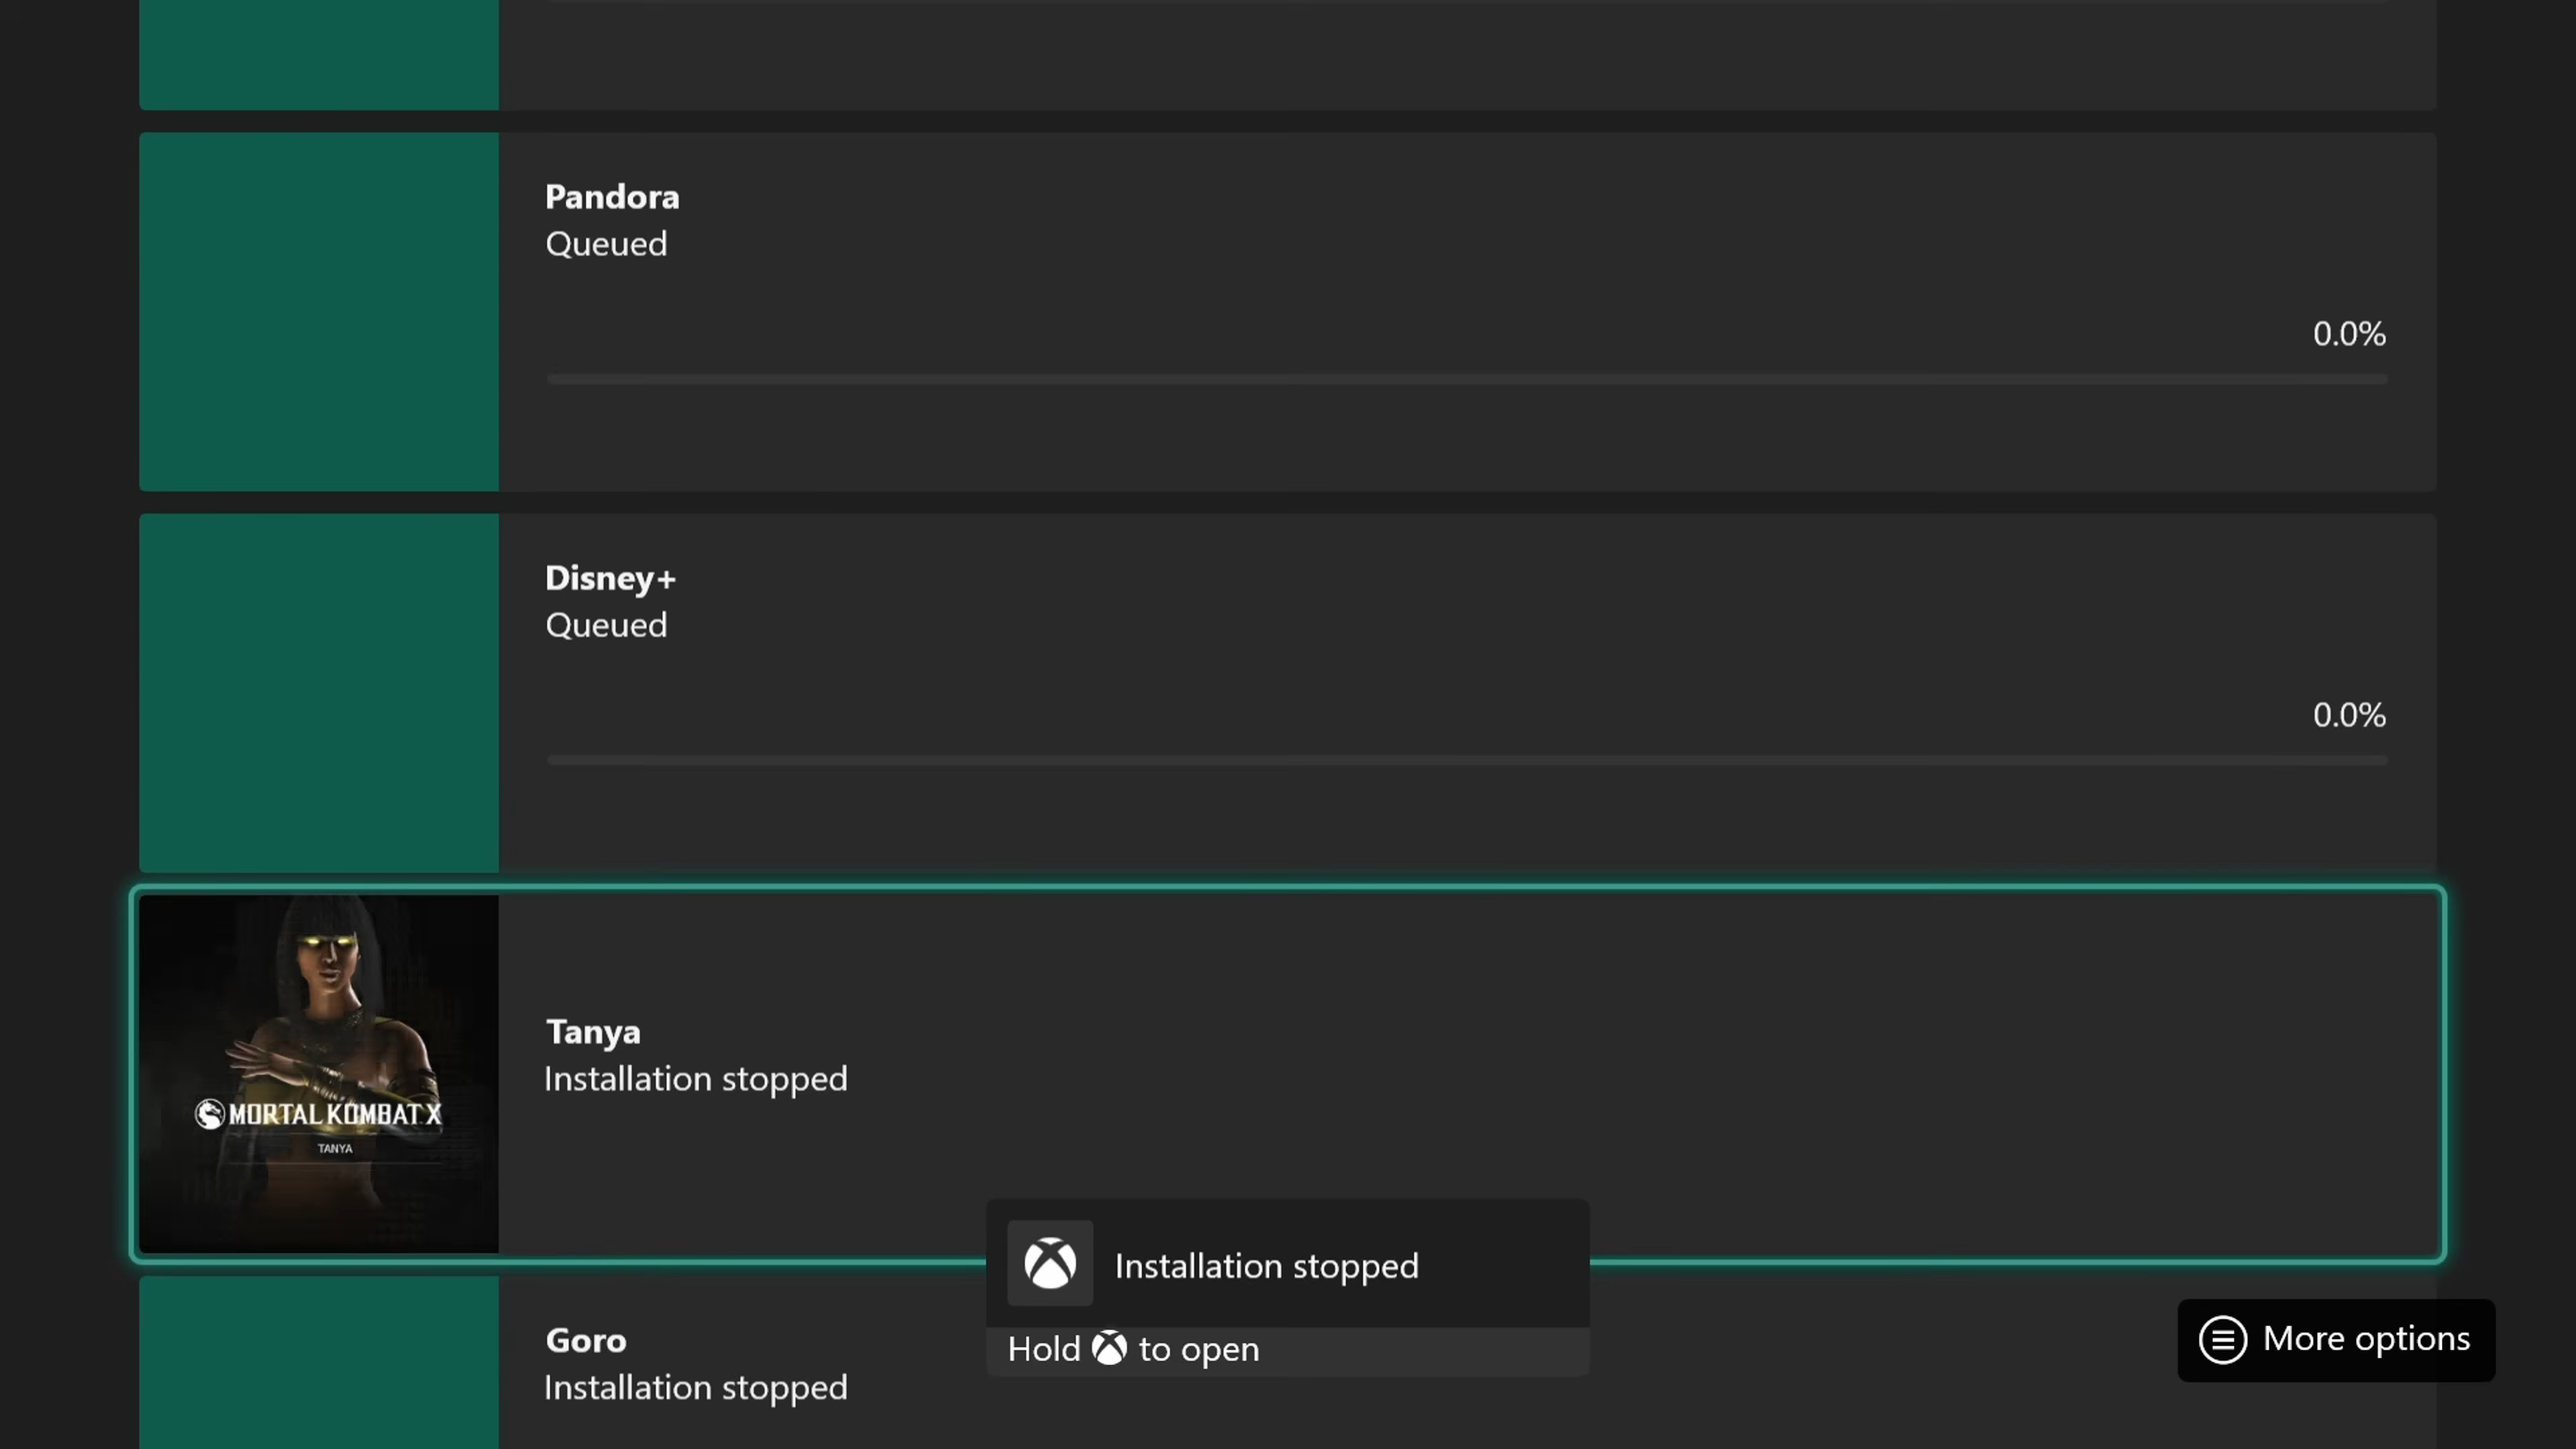 Pandora
Queued
0.0%
Disney+
Queued
0.0%
MORTAL KOMBAT X
TANYA
Tanya
Installation stopped
Installation stopped
Hold to open
Goro
Installation stopped
More options